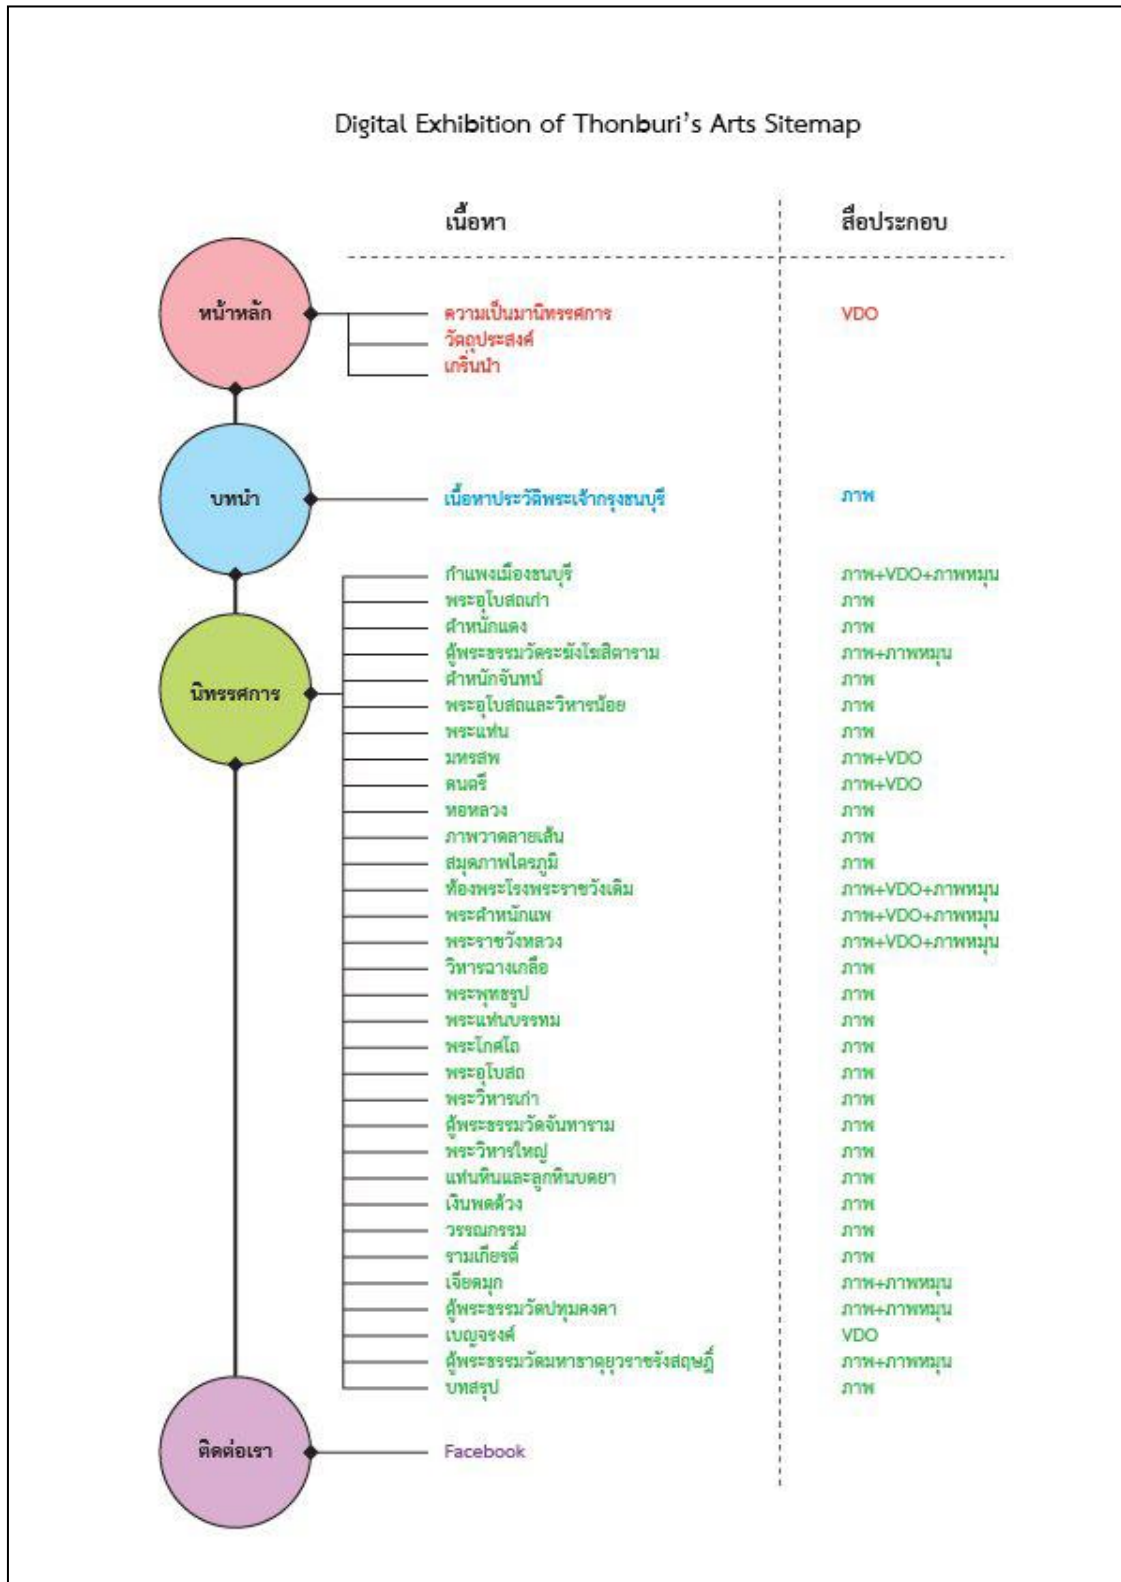 Digital Exhibition of Thonburi's Arts Sitemap
เนื้อหา สื่อประกอบ
หน้าหลัก ความเป็นมานิทรรศการ VDO
วัตถุประสงค์
เกริ่นนำ
บทนำ เนื้อหาประวัติพระเจ้ากรุงธนบุรี ภาพ
กำแพงเมืองธนบุรี ภาพ+VDO+ภาพหมุน
พระอุโบสถเก่า ภาพ
ตำหนักแดง ภาพ
ตู้พระธรรมวัดระฆังโฆสิตาราม ภาพ+ภาพหมุน
นิทรรศการ ตำหนักจันทน์ ภาพ
พระอุโบสถและวิหารน้อย ภาพ
พระแท่น ภาพ
มหรสพ ภาพ+VDO
ดนตรี ภาพ+VDO
หอหลวง ภาพ
ภาพวาดลายเส้น ภาพ
สมุดภาพไตรภูมิ ภาพ
ท้องพระโรงพระราชวังเดิม ภาพ+VDO+ภาพหมุน
พระตำหนักแพ ภาพ+VDO+ภาพหมุน
พระราชวังหลวง ภาพ+VDO+ภาพหมุน
วิหารฉางเกลือ ภาพ
พระพุทธรูป ภาพ
พระแท่นบรรทม ภาพ
พระโกศโถ ภาพ
พระอุโบสถ ภาพ
พระวิหารเก่า ภาพ
ตู้พระธรรมวัดจันทาราม ภาพ
พระวิหารใหญ่ ภาพ
แท่นหินและลูกหินบดยา ภาพ
เงินพดด้วง ภาพ
วรรณกรรม ภาพ
รามเกียรติ์ ภาพ
เจียดมุก ภาพ+ภาพหมุน
ตู้พระธรรมวัดปทุมคงคา ภาพ+ภาพหมุน
เบญจรงค์ VDO
ตู้พระธรรมวัดมหาธาตุยุวราชรังสฤษฎิ์ ภาพ+ภาพหมุน
บทสรุป ภาพ
ติดต่อเรา Facebook